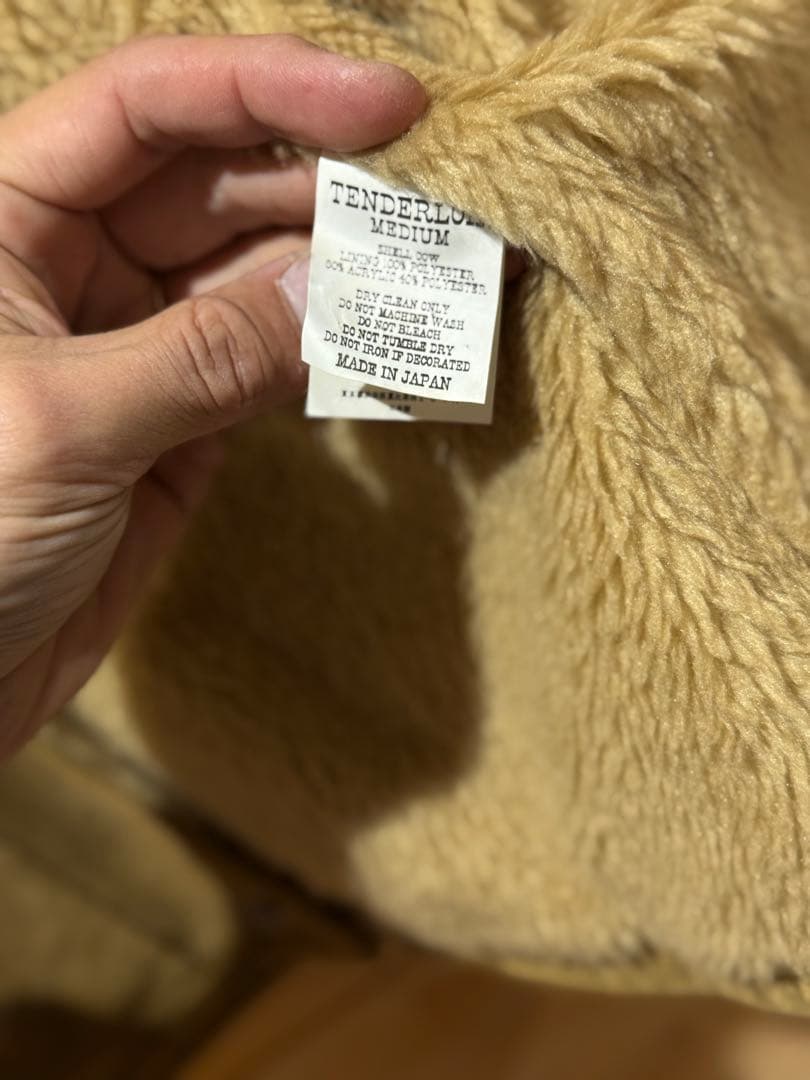 TENDERLOIN
MEDIUM
SHELL COW
LINING 100% POLYESTER
60% ACRYLIC 40% POLYESTER
DRY CLEAN ONLY
DO NOT MACHINE WASH
DO NOT BLEACH
DO NOT TUMBLE DRY
DO NOT IRON IF DECORATED
MADE IN JAPAN